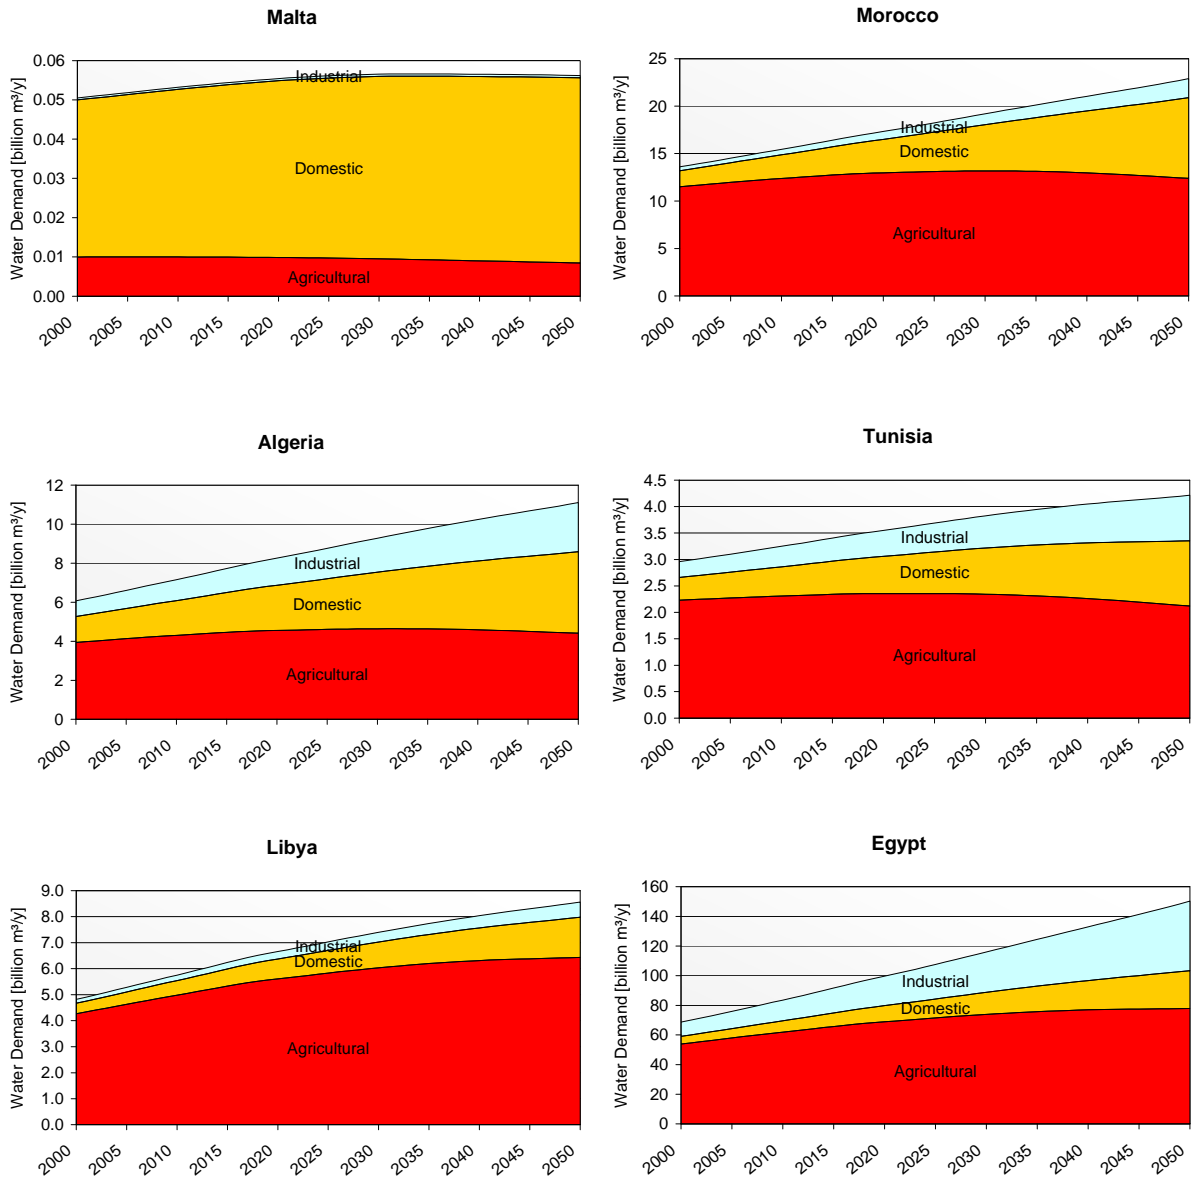 Malta
Water Demand [billion m³/y]
0.06
0.05
0.04
0.03
0.02
0.01
0.00
Industrial
Domestic
Agricultural
2000 2005 2010 2015 2020 2025 2030 2035 2040 2045 2050
Morocco
Water Demand [billion m³/y]
25
20
15
10
5
0
Industrial
Domestic
Agricultural
2000 2005 2010 2015 2020 2025 2030 2035 2040 2045 2050
Algeria
Water Demand [billion m³/y]
12
10
8
6
4
2
0
Industrial
Domestic
Agricultural
2000 2005 2010 2015 2020 2025 2030 2035 2040 2045 2050
Tunisia
Water Demand [billion m³/y]
4.5
4.0
3.5
3.0
2.5
2.0
1.5
1.0
0.5
0.0
Industrial
Domestic
Agricultural
2000 2005 2010 2015 2020 2025 2030 2035 2040 2045 2050
Libya
Water Demand [billion m³/y]
9.0
8.0
7.0
6.0
5.0
4.0
3.0
2.0
1.0
0.0
Industrial
Domestic
Agricultural
2000 2005 2010 2015 2020 2025 2030 2035 2040 2045 2050
Egypt
Water Demand [billion m³/y]
160
140
120
100
80
60
40
20
0
Industrial
Domestic
Agricultural
2000 2005 2010 2015 2020 2025 2030 2035 2040 2045 2050